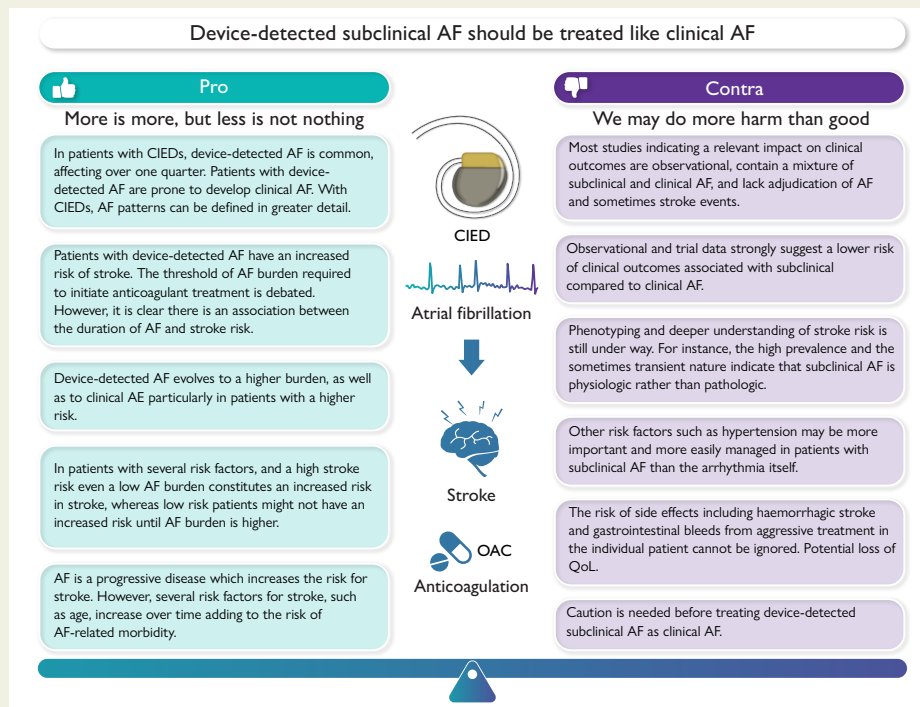 Device-detected subclinical AF should be treated like clinical AF
Pro
More is more, but less is not nothing
In patients with CIEDs, device-detected AF is common,
affecting over one quarter. Patients with device-
detected AF are prone to develop clinical AF. With
CIEDs, AF patterns can be defined in greater detail.
Patients with device-detected AF have an increased
risk of stroke. The threshold of AF burden required
to initiate anticoagulant treatment is debated.
However, it is clear there is an association between
the duration of AF and stroke risk.
Device-detected AF evolves to a higher burden, as well
as to clinical AE particularly in patients with a higher
risk.
In patients with several risk factors, and a high stroke
risk even a low AF burden constitutes an increased risk
in stroke, whereas low risk patients might not have an
increased risk until AF burden is higher.
AF is a progressive disease which increases the risk for
stroke. However, several risk factors for stroke, such
as age, increase over time adding to the risk of
AF-related morbidity.
CIED
Atrial fibrillation
Stroke
OAC
Anticoagulation
Contra
We may do more harm than good
Most studies indicating a relevant impact on clinical
outcomes are observational, contain a mixture of
subclinical and clinical AF, and lack adjudication of AF
and sometimes stroke events.
Observational and trial data strongly suggest a lower risk
of clinical outcomes associated with subclinical
compared to clinical AF.
Phenotyping and deeper understanding of stroke risk is
still under way. For instance, the high prevalence and the
sometimes transient nature indicate that subclinical AF is
physiologic rather than pathologic.
Other risk factors such as hypertension may be more
important and more easily managed in patients with
subclinical AF than the arrhythmia itself.
The risk of side effects including haemorrhagic stroke
and gastrointestinal bleeds from aggressive treatment in
the individual patient cannot be ignored. Potential loss of
QoL.
Caution is needed before treating device-detected
subclinical AF as clinical AF.